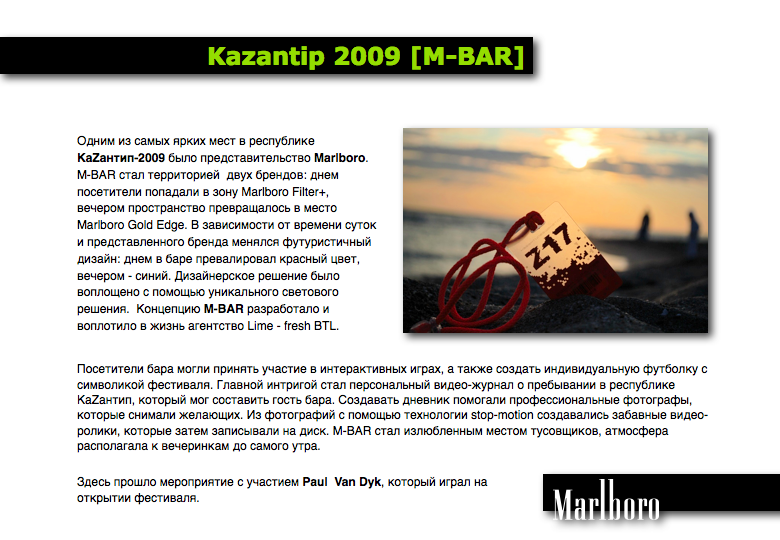 Kazantip 2009 [M-BAR]
Одним из самых ярких мест в республике
КаZантип-2009 было представительство Marlboro.
M-BAR стал территорией двух брендов: днем
посетители попадали в зону Marlboro Filter+,
вечером пространство превращалось в место
Marlboro Gold Edge. В зависимости от времени суток
и представленного бренда менялся футуристичный
дизайн: днем в баре превалировал красный цвет,
вечером - синий. Дизайнерское решение было
воплощено с помощью уникального светового
решения. Концепцию M-BAR разработало и
воплотило в жизнь агентство Lime - fresh BTL.
Z17
Посетители бара могли принять участие в интерактивных играх, а также создать индивидуальную футболку с
символикой фестиваля. Главной интригой стал персональный видео-журнал о пребывании в республике
КаZантип, который мог составить гость бара. Создавать дневник помогали профессиональные фотографы,
которые снимали желающих. Из фотографий с помощью технологии stop-motion создавались забавные видео-
ролики, которые затем записывали на диск. M-BAR стал излюбленным местом тусовщиков, атмосфера
располагала к вечеринкам до самого утра.
Здесь прошло мероприятие с участием Paul Van Dyk, который играл на
открытии фестиваля.
Marlboro